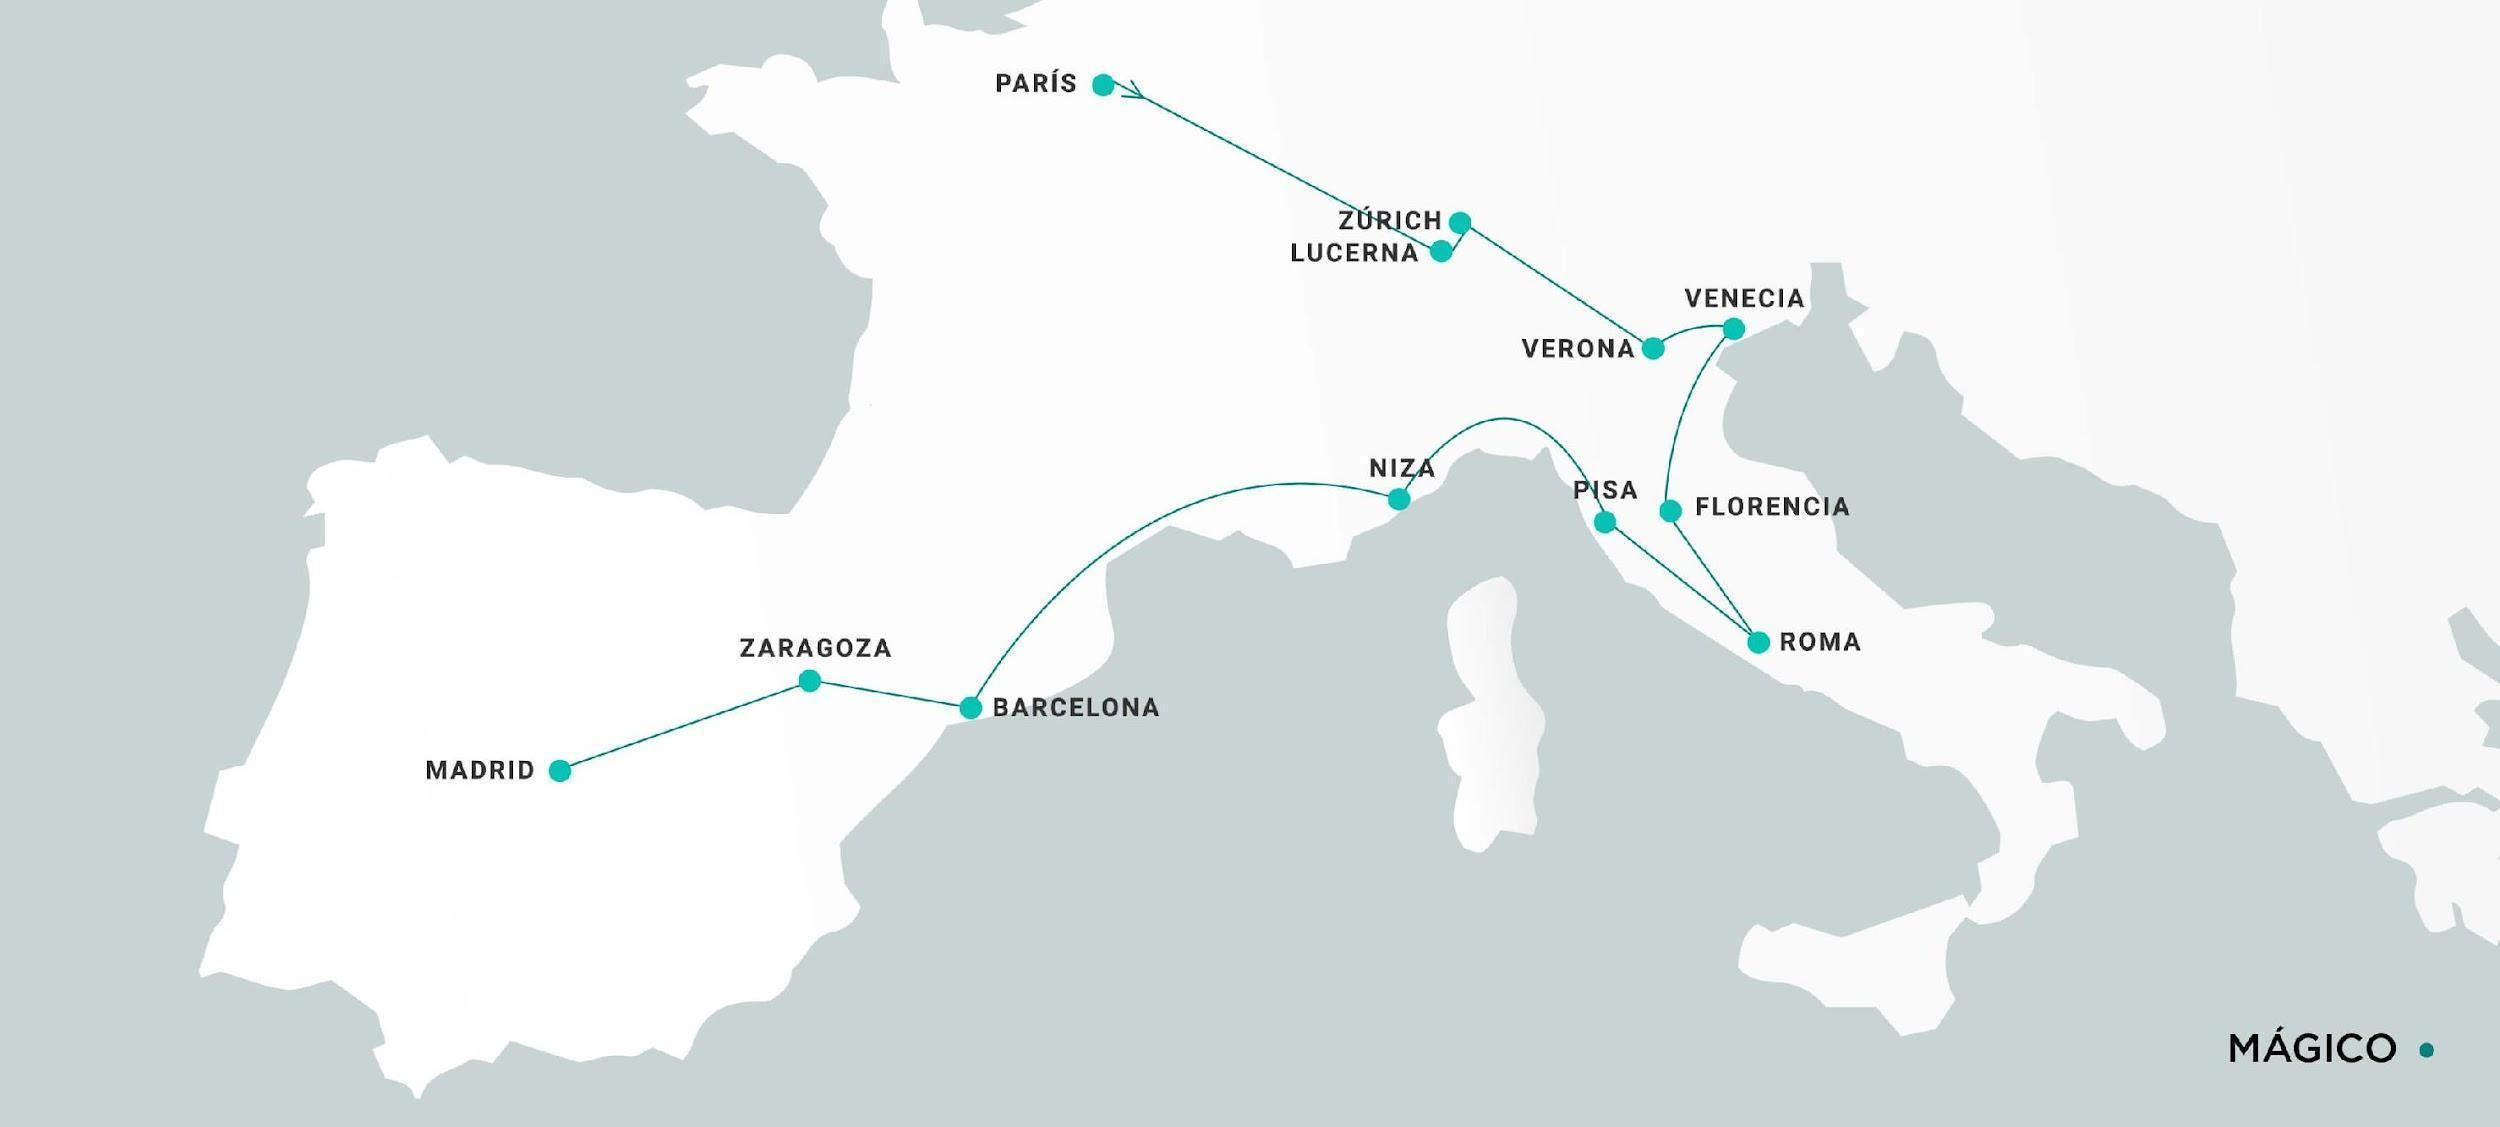 PARÍS
ZÚRICH
LUCERNA
VENECIA
VERONA
NIZA
PISA
FLORENCIA
ROMA
ZARAGOZA
BARCELONA
MADRID
MÁGICO